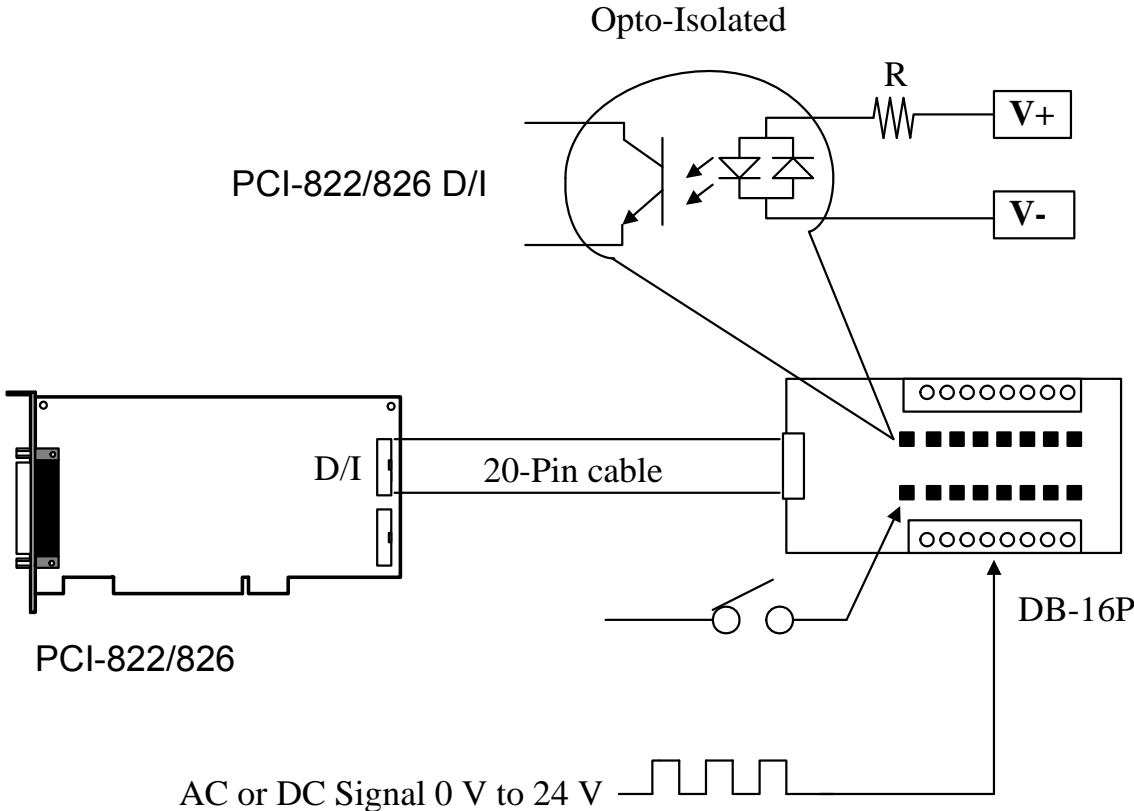 Opto-Isolated
R
V+
PCI-822/826 D/I
V-
D/I
20-Pin cable
DB-16P
PCI-822/826
AC or DC Signal 0 V to 24 V